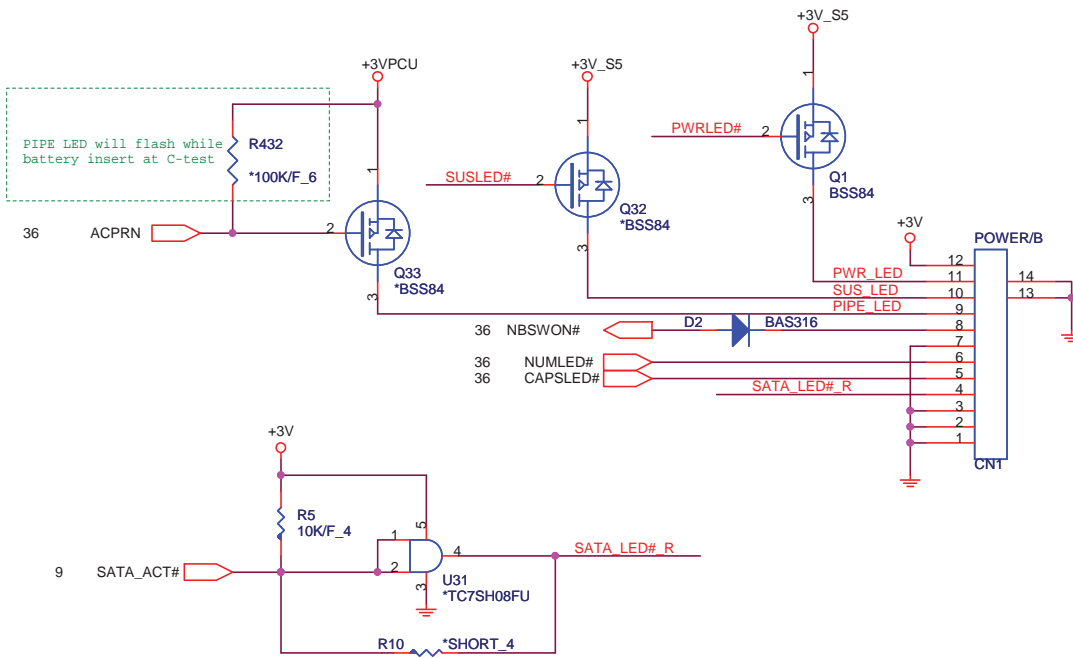 +3V_S5
+3VPCU
+3V_S5
1
1
PIPE LED will flash while
battery insert at C-test
R432
*100K/F_6
PWRLED#
2
Q1
BSS84
3
1
SUSLED#
2
Q32
*BSS84
3
36
ACPRN
2
Q33
*BSS84
3
+3V
POWER/B
12
PWR_LED
11
14
SUS_LED
10
13
PIPE_LED
9
36
NBSWON#
D2
BAS316
8
7
36
NUMLED#
6
36
CAPSLED#
5
SATA_LED#_R
4
3
2
1
CN1
+3V
R5
10K/F_4
1
5
4
SATA_LED#_R
9
SATA_ACT#
2
3
U31
*TC7SH08FU
R10
*SHORT_4